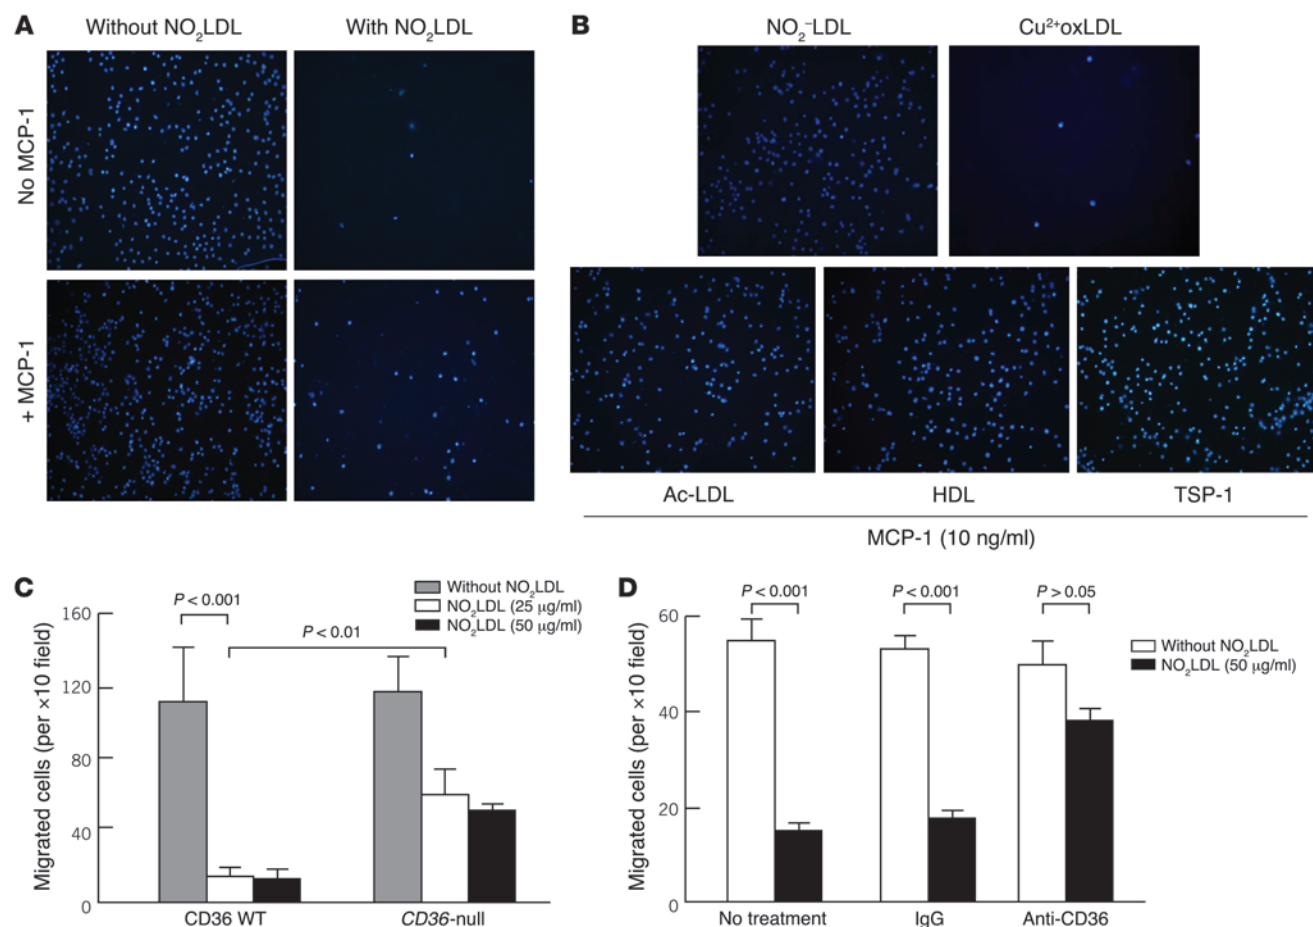 A
Without NO₂LDL
With NO₂LDL
No MCP-1
+ MCP-1
B
NO₂⁻LDL
Cu²⁺oxLDL
Ac-LDL
HDL
TSP-1
MCP-1 (10 ng/ml)
C
Without NO₂LDL
NO₂LDL (25 μg/ml)
NO₂LDL (50 μg/ml)
P < 0.001
P < 0.01
Migrated cells (per ×10 field)
160
120
80
40
0
CD36 WT
CD36-null
D
P < 0.001
P < 0.001
P > 0.05
Without NO₂LDL
NO₂LDL (50 μg/ml)
Migrated cells (per ×10 field)
60
40
20
0
No treatment
IgG
Anti-CD36